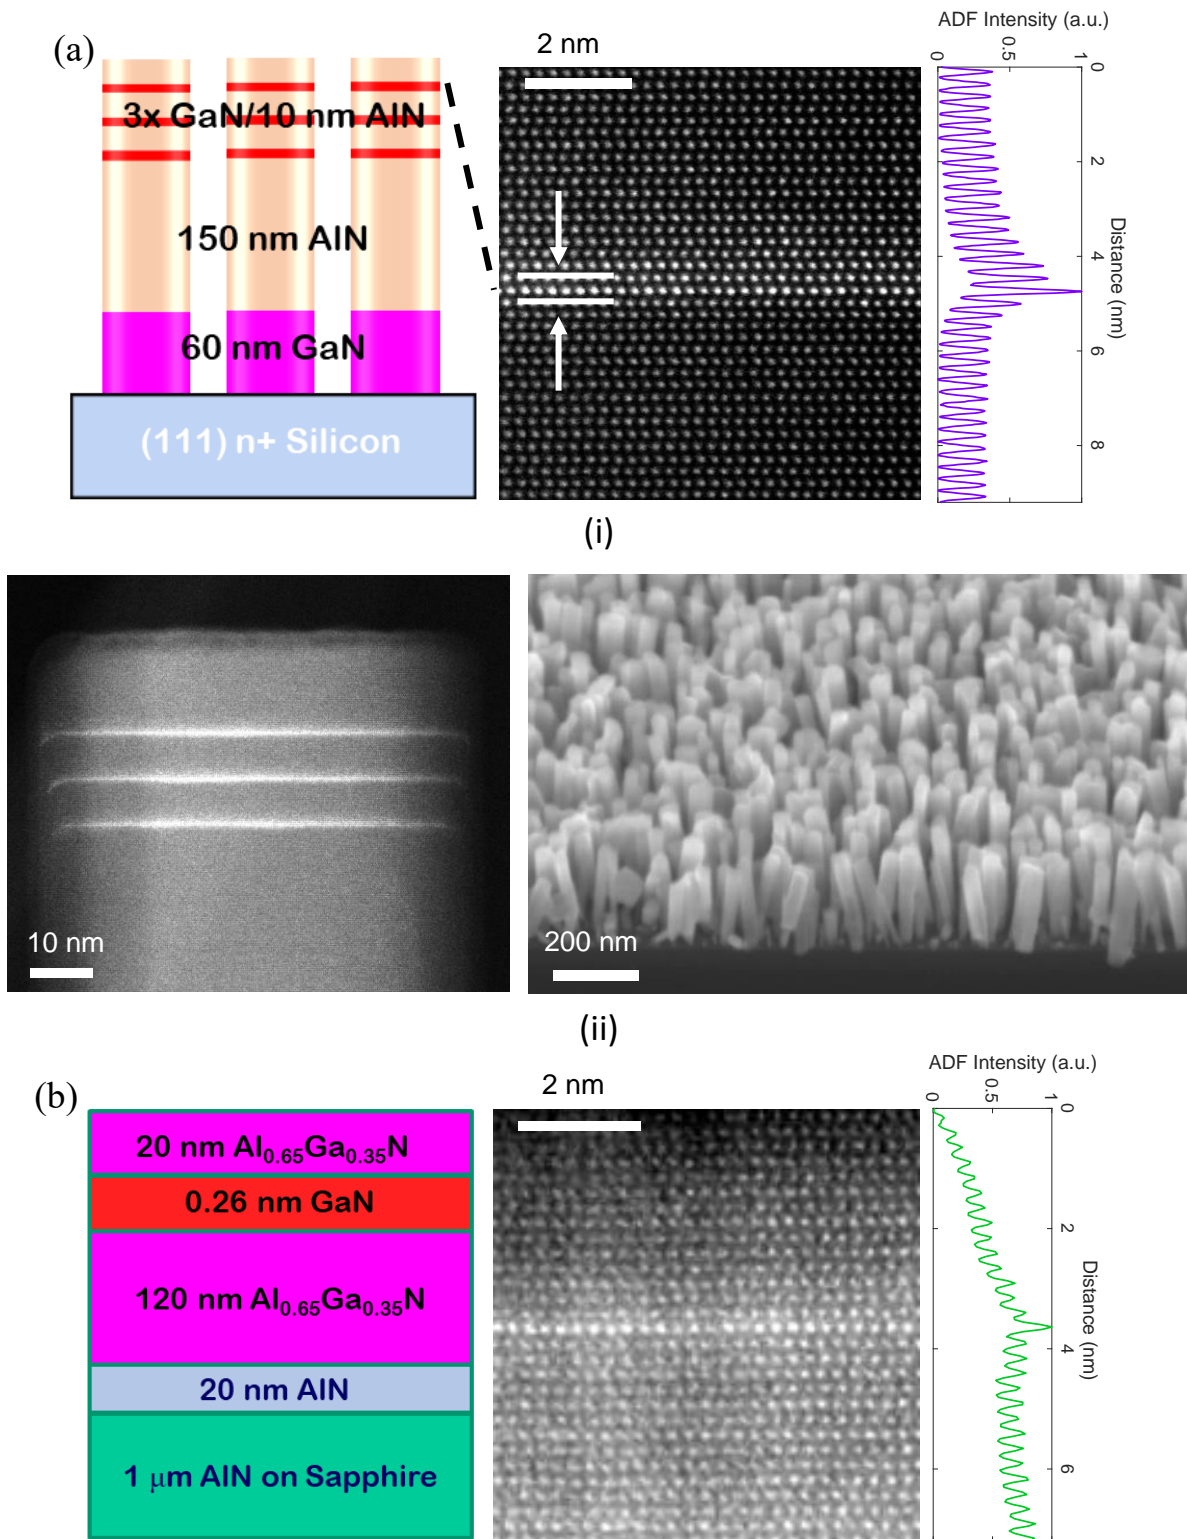 (a)
3x GaN/10 nm AlN
150 nm AlN
60 nm GaN
(111) n+ Silicon
2 nm
ADF Intensity (a.u.)
0 0.5 1
0
2
4
6
8
Distance (nm)
(i)
10 nm
200 nm
(ii)
(b)
20 nm Al0.65Ga0.35N
0.26 nm GaN
120 nm Al0.65Ga0.35N
20 nm AlN
1 μm AlN on Sapphire
2 nm
ADF Intensity (a.u.)
0 0.5 1
0
2
4
6
Distance (nm)